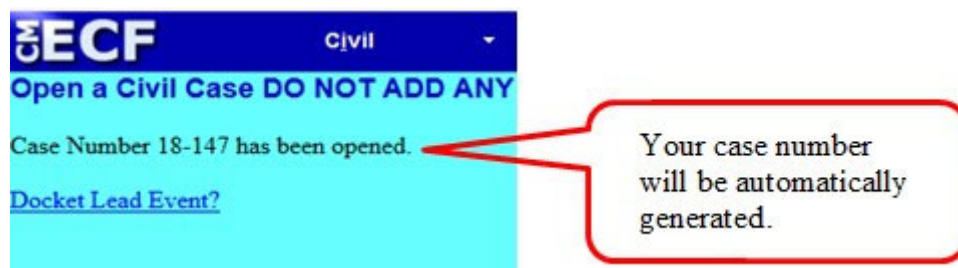 CM ECF Civil
Open a Civil Case DO NOT ADD ANY
Case Number 18-147 has been opened.
Docket Lead Event?
Your case number
will be automatically
generated.